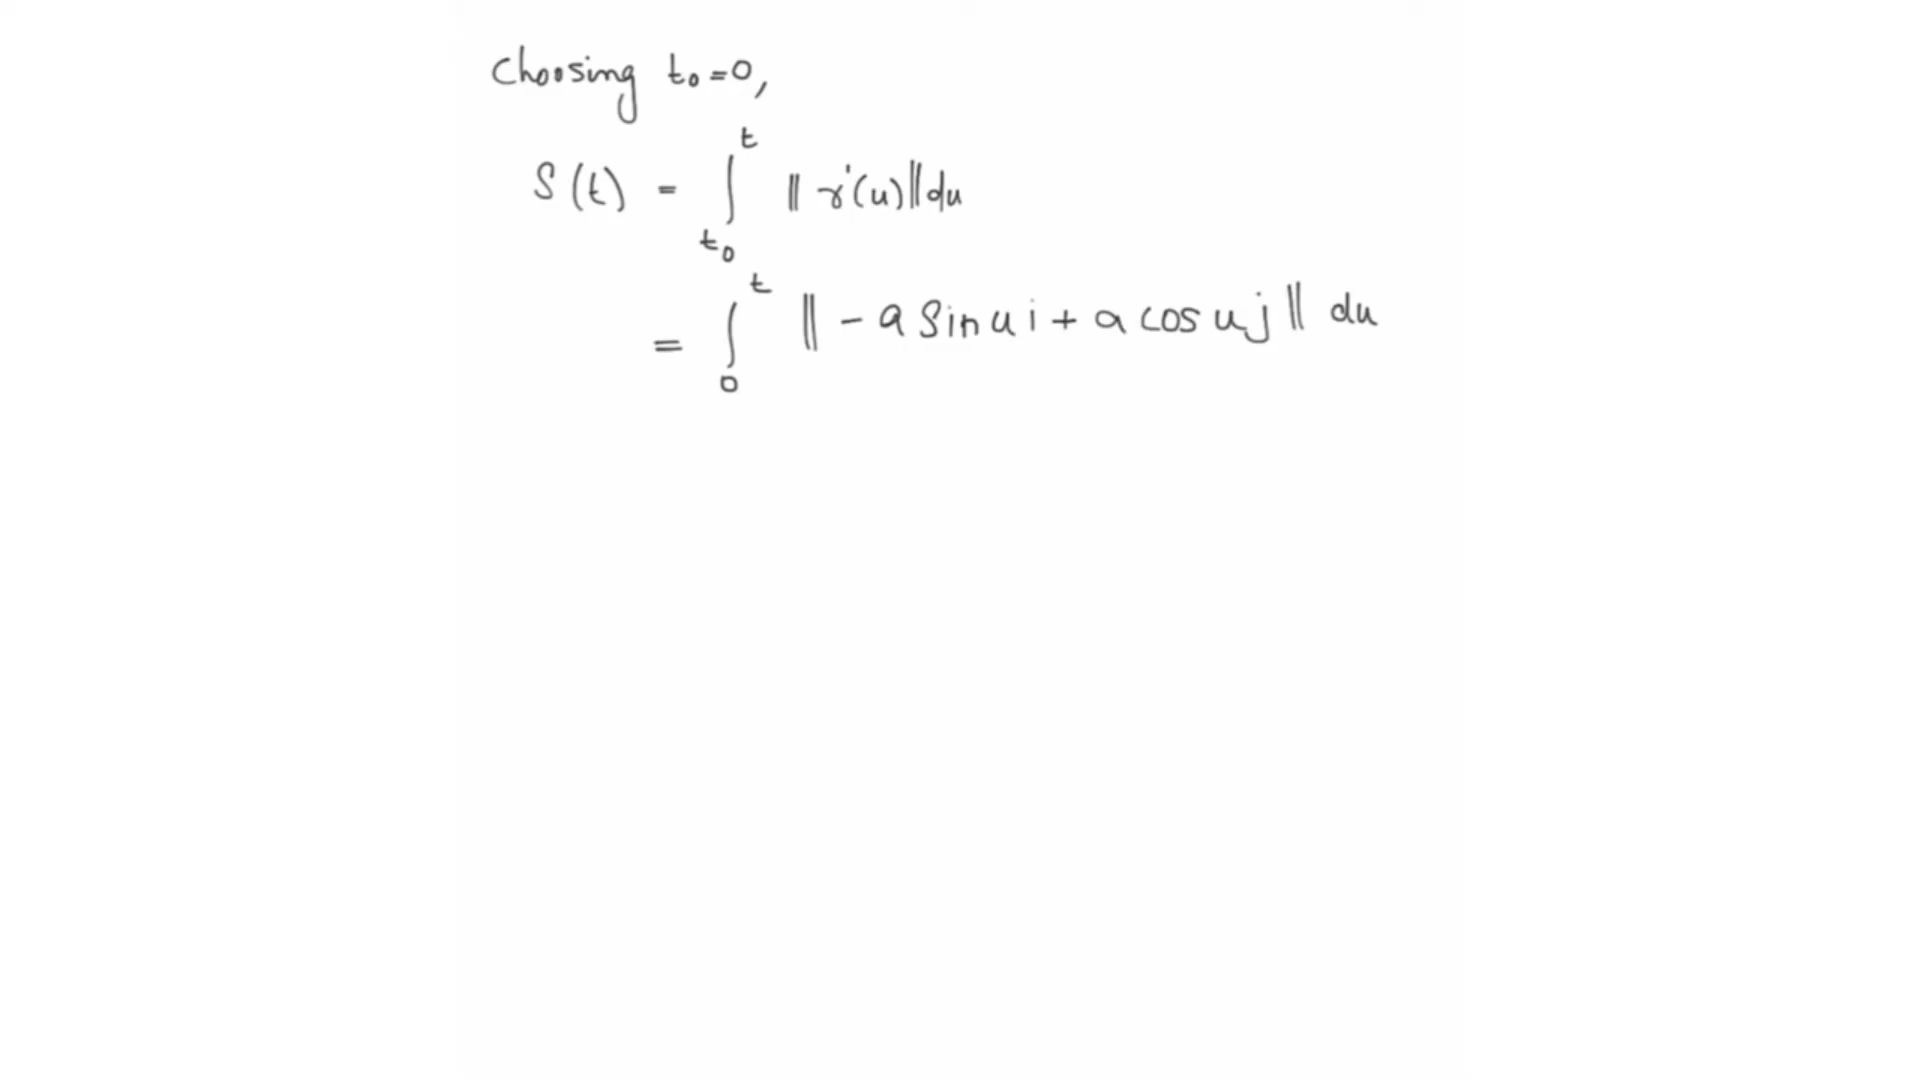 Choosing t₀=0,
S(t) = ∫_{t₀}^{t} ‖ r'(u)‖du
= ∫_{0}^{t} ‖ - a sin u i + a cos u j ‖ du